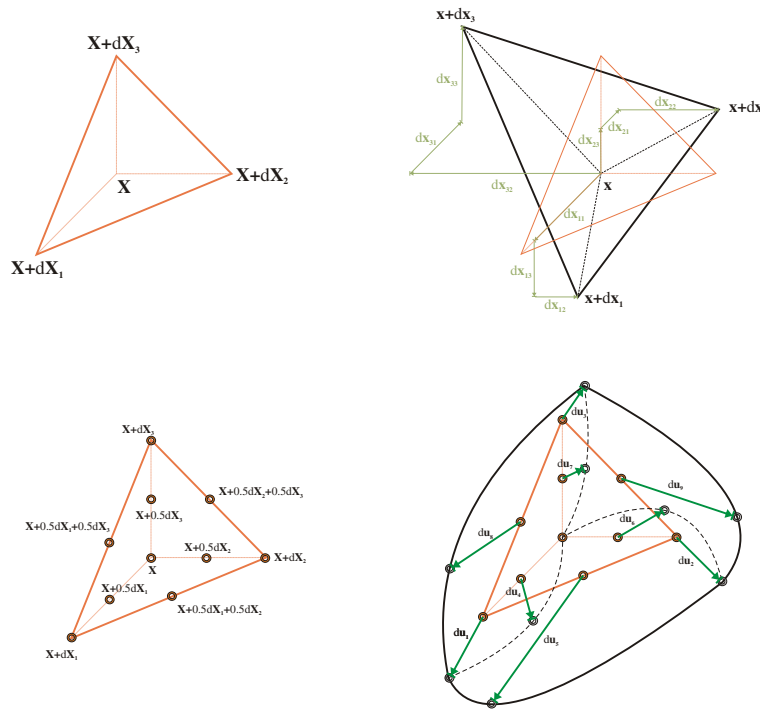 X+dX₃
X
X+dX₂
X+dX₁
x+dx₃
dx₃₃
dx₂₂
x+dx
dx₂₁
dx₃₁
dx₂₃
dx₃₂
x
dx₁₁
dx₁₃
dx₁₂
x+dx₁
X+dX₃
X+0.5dX₂+0.5dX₃
X+0.5dX₃
X+0.5dX₁+0.5dX₃
X+0.5dX₂
X
X+dX₂
X+0.5dX₁
X+0.5dX₁+0.5dX₂
X+dX₁
du₃
du₇
du₉
du₈
du₆
du₂
du₄
du₁
du₅